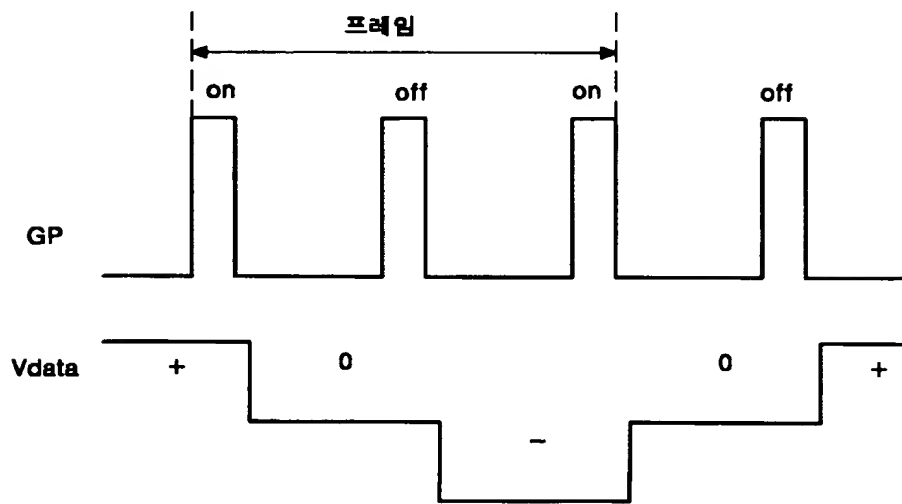 프레임
on off on off
GP
Vdata + 0 − 0 +